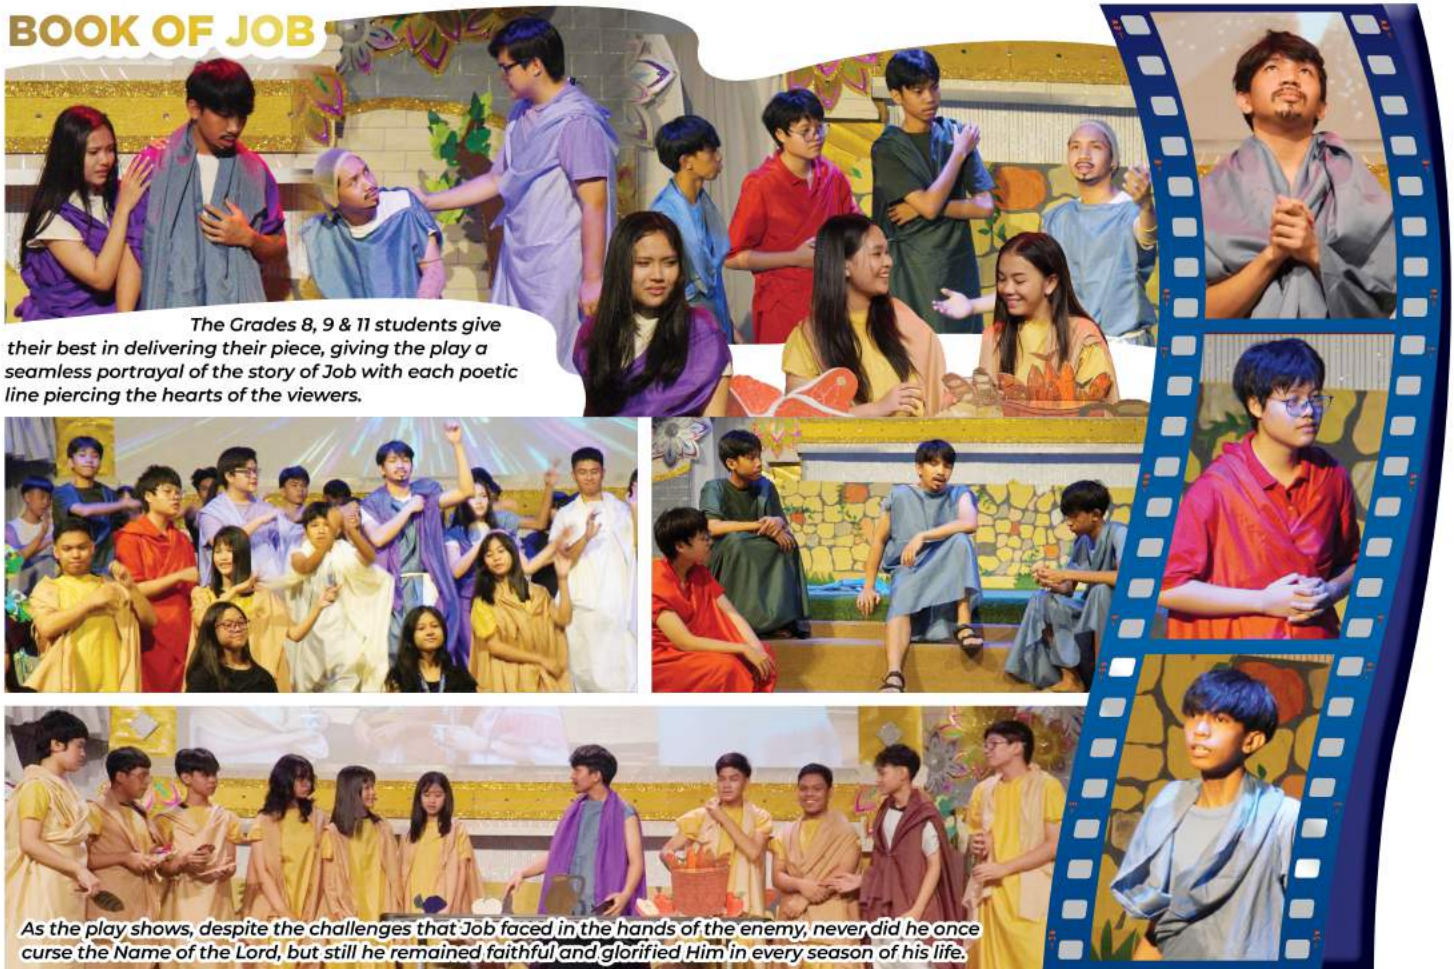 BOOK OF JOB
The Grades 8, 9 & 11 students give
their best in delivering their piece, giving the play a
seamless portrayal of the story of Job with each poetic
line piercing the hearts of the viewers.
As the play shows, despite the challenges that Job faced in the hands of the enemy, never did he once
curse the Name of the Lord, but still he remained faithful and glorified Him in every season of his life.